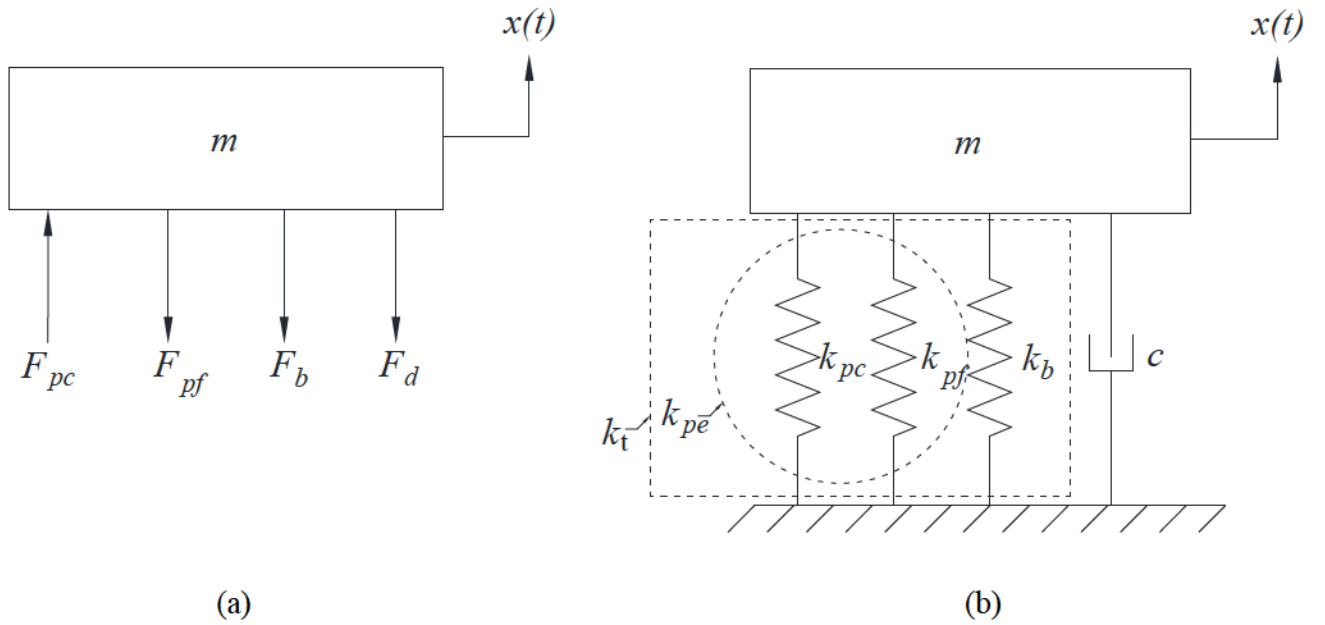 x(t)
m
F_pc F_pf F_b F_d
(a)
x(t)
m
k_pc k_pf k_b c
k_t k_pe
(b)